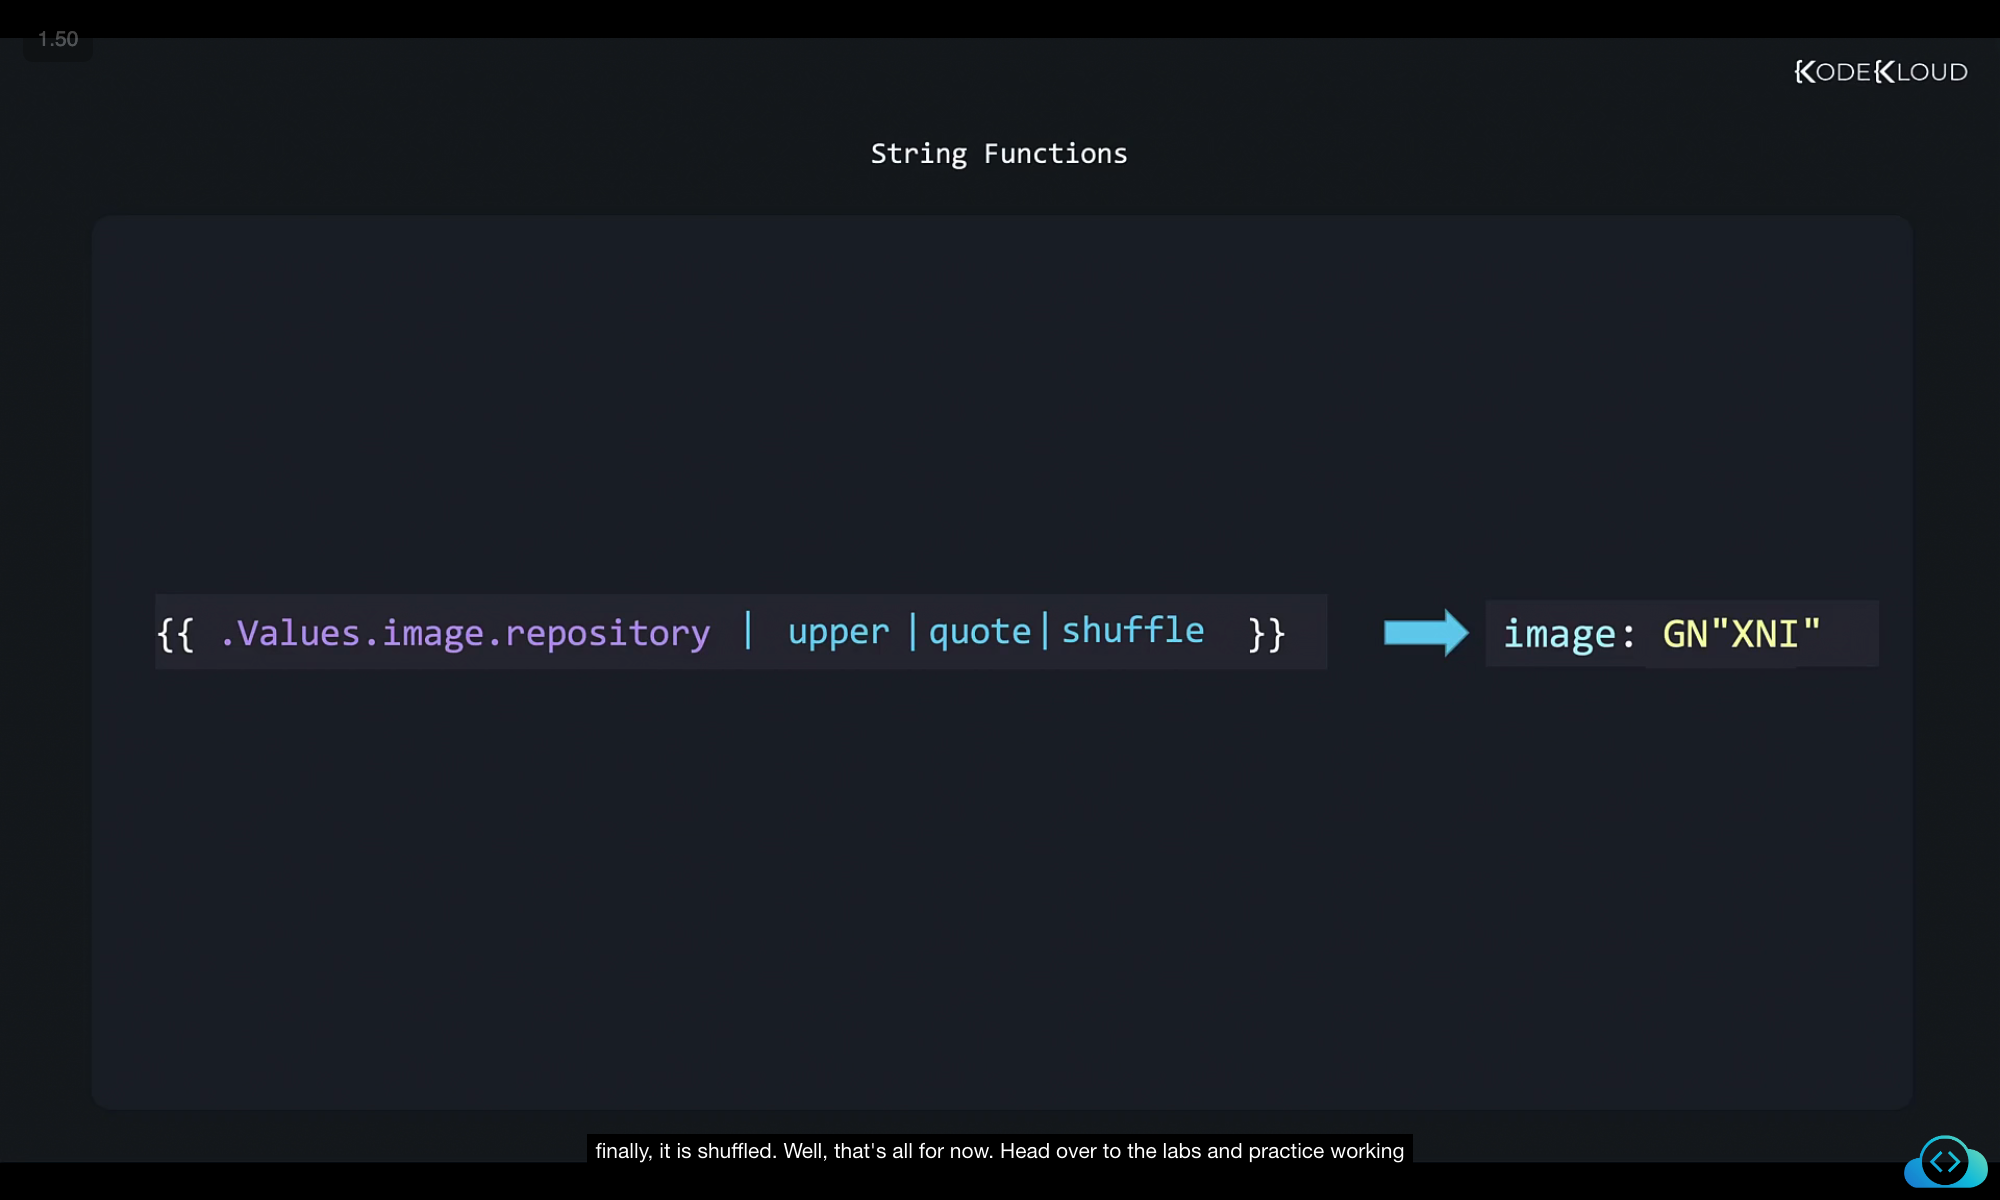 1.50
KODEKLOUD
String Functions
{{ .Values.image.repository | upper |quote|shuffle }}
image: GN"XNI"
finally, it is shuffled. Well, that's all for now. Head over to the labs and practice working